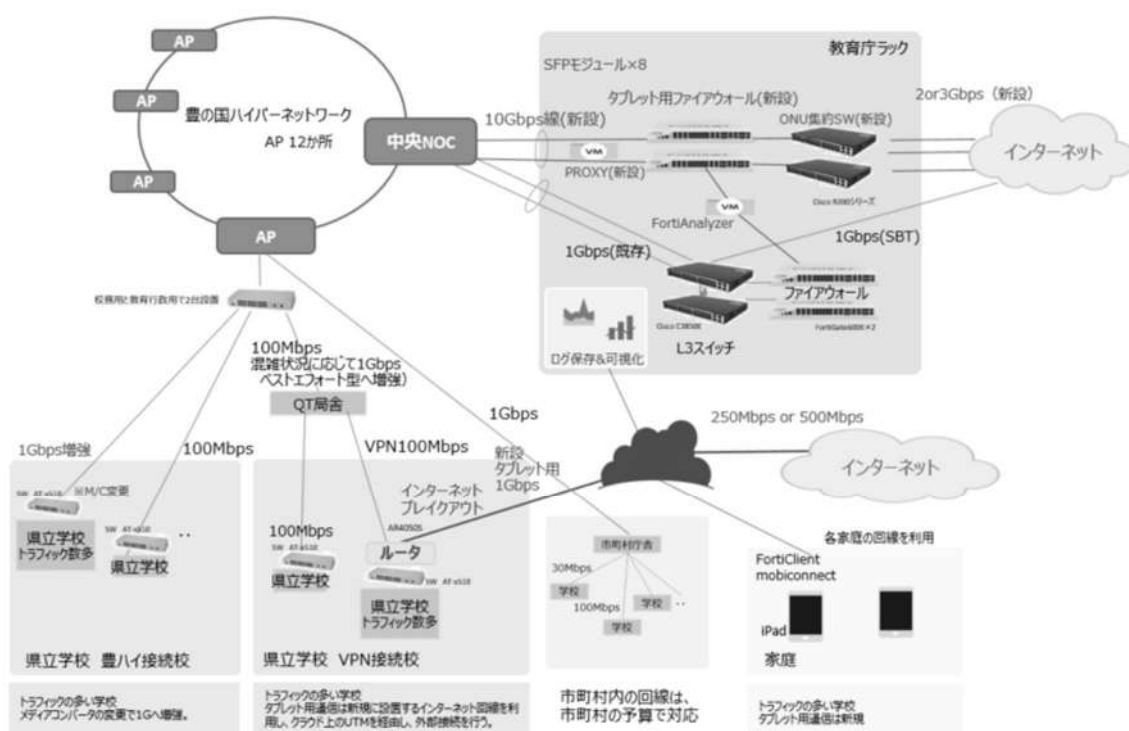 AP
AP
AP
AP
豊の国ハイパーネットワーク
AP 12か所
中央NOC
教育庁ラック
SFPモジュール×8
タブレット用ファイアウォール(新設)
2or3Gbps（新設）
10Gbps線(新設)
ONU集約SW(新設)
VM
PROXY(新設)
インターネット
Cisco 9200シリーズ
VM
FortiAnalyzer
1Gbps(既存)
1Gbps(SBT)
ファイアウォール
Cisco C3850X
FortiGate600E×2
L3スイッチ
ログ保存&可視化
校務用と教育行政用で2台設置
100Mbps
混雑状況に応じて1Gbps
ベストエフォート型へ増強）
QT局舎
1Gbps
250Mbps or 500Mbps
インターネット
1Gbps増強
100Mbps
VPN100Mbps
新設
タブレット用
1Gbps
SW AT-x510
※M/C変更
県立学校
トラフィック数多
SW AT-x510
県立学校
‥
県立学校 豊ハイ接続校
インターネット
ブレイクアウト
AR4050S
100Mbps
SW AT-x510
県立学校
ルータ
SW AT-x510
県立学校
トラフィック数多
県立学校 VPN接続校
市町村庁舎
30Mbps
学校
100Mbps
学校
学校
‥
各家庭の回線を利用
FortiClient
mobiconnect
iPad
家庭
トラフィックの多い学校
メディアコンバータの変更で1Gへ増強。
トラフィックの多い学校
タブレット用通信は新規に設置するインターネット回線を利
用し、クラウド上のUTMを経由し、外部接続を行う。
市町村内の回線は、
市町村の予算で対応
トラフィックの多い学校
タブレット用通信は新規